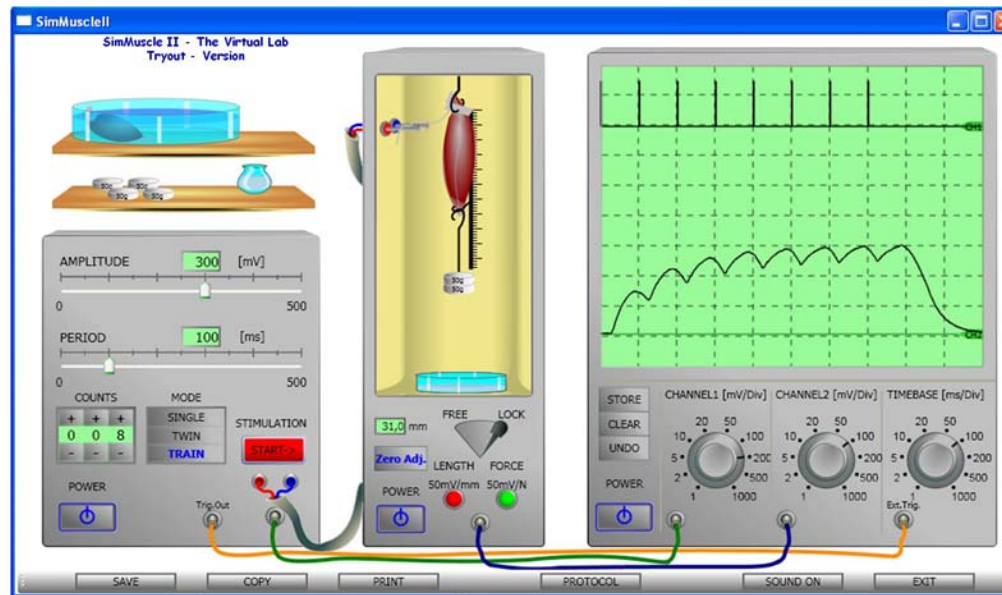 SimMuscleII
SimMuscle II - The Virtual Lab
Tryout - Version
50g
50g
AMPLITUDE 300 [mV]
0 500
PERIOD 100 [ms]
0 500
COUNTS MODE
+ + + SINGLE
0 0 8 TWIN
- - - TRAIN
STIMULATION
START->
POWER
Trig.Out
FREE LOCK
31,0 mm
Zero Adj.
LENGTH FORCE
50mV/mm 50mV/N
POWER
CH1
CH2
STORE
CLEAR
UNDO
POWER
CHANNEL1 [mV/Div] CHANNEL2 [mV/Div] TIMEBASE [ms/Div]
1 2 5 10 20 50 100 200 500 1000
1 2 5 10 20 50 100 200 500 1000
1 2 5 10 20 50 100 200 500 1000
Ext.Trig.
SAVE COPY PRINT PROTOCOL SOUND ON EXIT